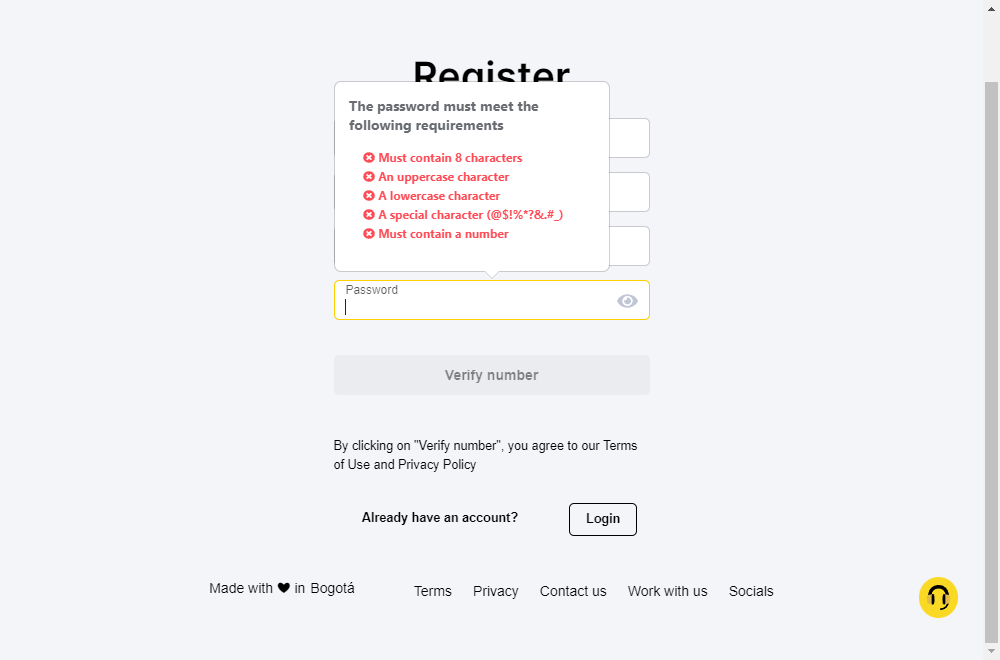 Register
The password must meet the
following requirements
Must contain 8 characters
An uppercase character
A lowercase character
A special character (@$!%*?&.#_)
Must contain a number
Password
Verify number
By clicking on "Verify number", you agree to our Terms
of Use and Privacy Policy
Already have an account?
Login
Made with ❤ in Bogotá
Terms Privacy Contact us Work with us Socials